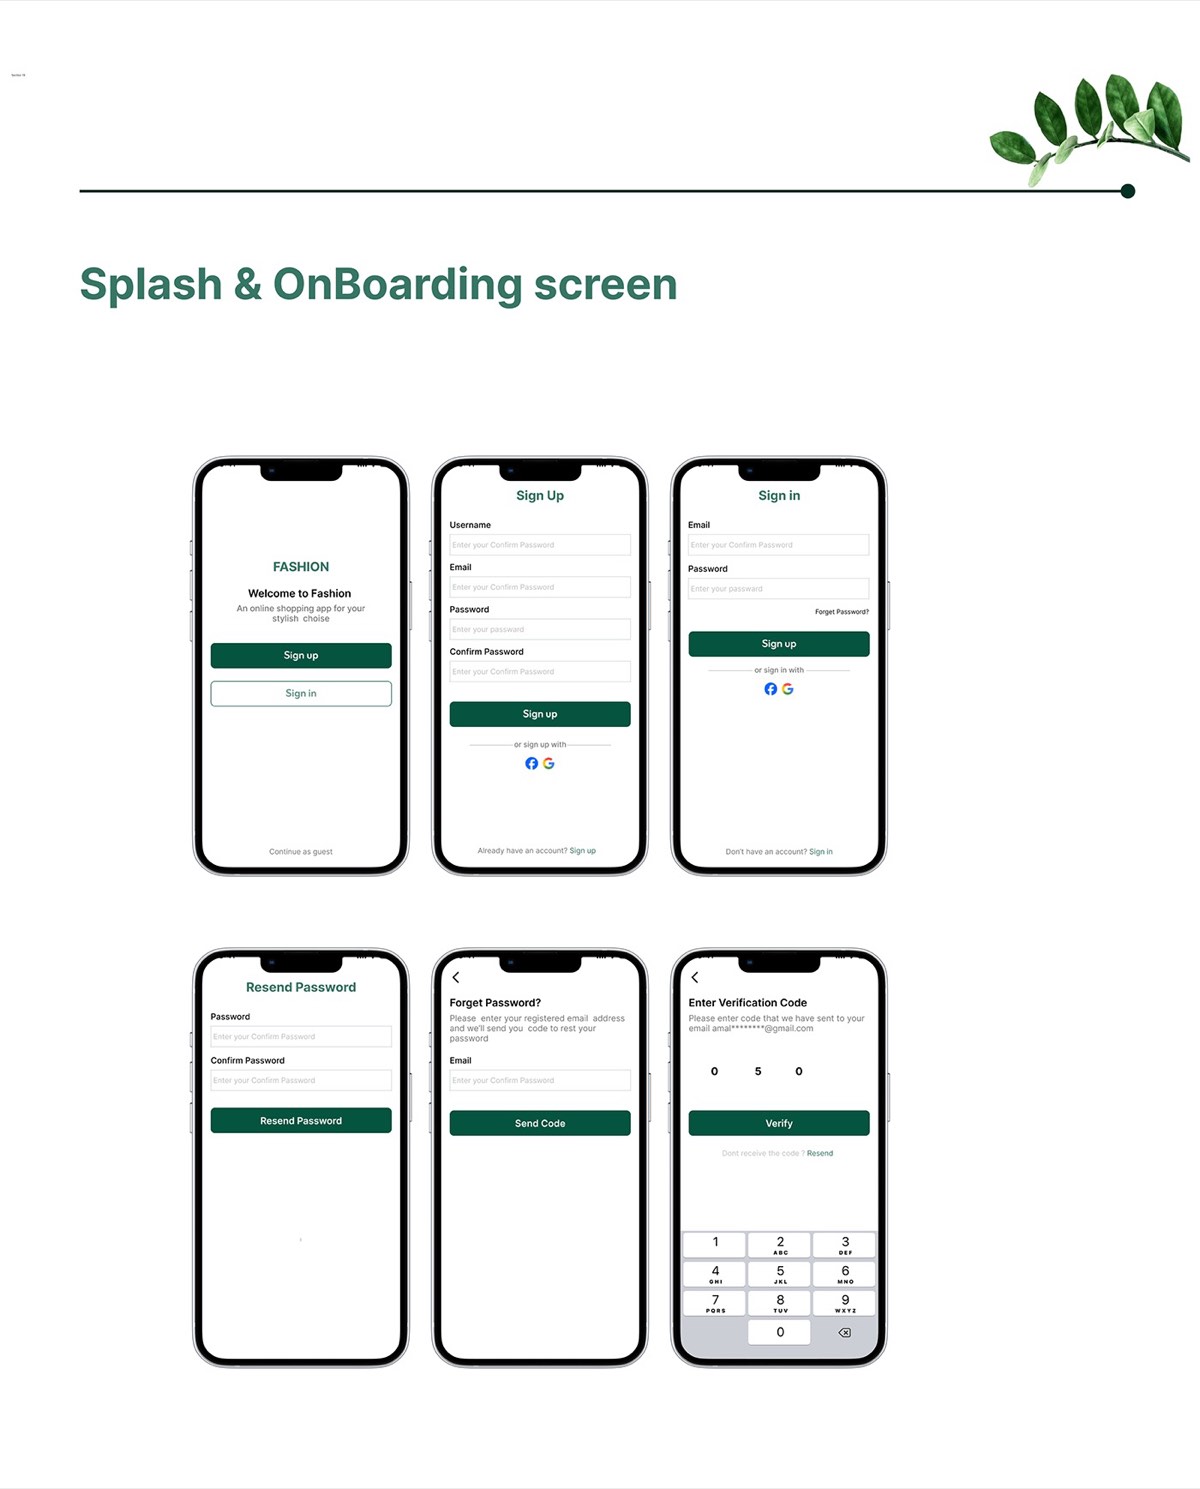 Splash & OnBoarding screen
FASHION
Welcome to Fashion
An online shopping app for your
stylish choise
Sign up
Sign in
Continue as guest
Sign Up
Username
Enter your Confirm Password
Email
Enter your Confirm Password
Password
Enter your password
Confirm Password
Enter your Confirm Password
Sign up
or sign up with
Already have an account? Sign up
Sign in
Email
Enter your Confirm Password
Password
Enter your password
Forget Password?
Sign up
or sign in with
Don't have an account? Sign in
Resend Password
Password
Enter your Confirm Password
Confirm Password
Enter your Confirm Password
Resend Password
Forget Password?
Please enter your registered email address
and we'll send you code to rest your
password
Email
Enter your Confirm Password
Send Code
Enter Verification Code
Please enter code that we have sent to your
email amal********@gmail.com
0 5 0
Verify
Dont receive the code ? Resend
1 2 3
ABC DEF
4 5 6
GHI JKL MNO
7 8 9
PQRS TUV WXYZ
0